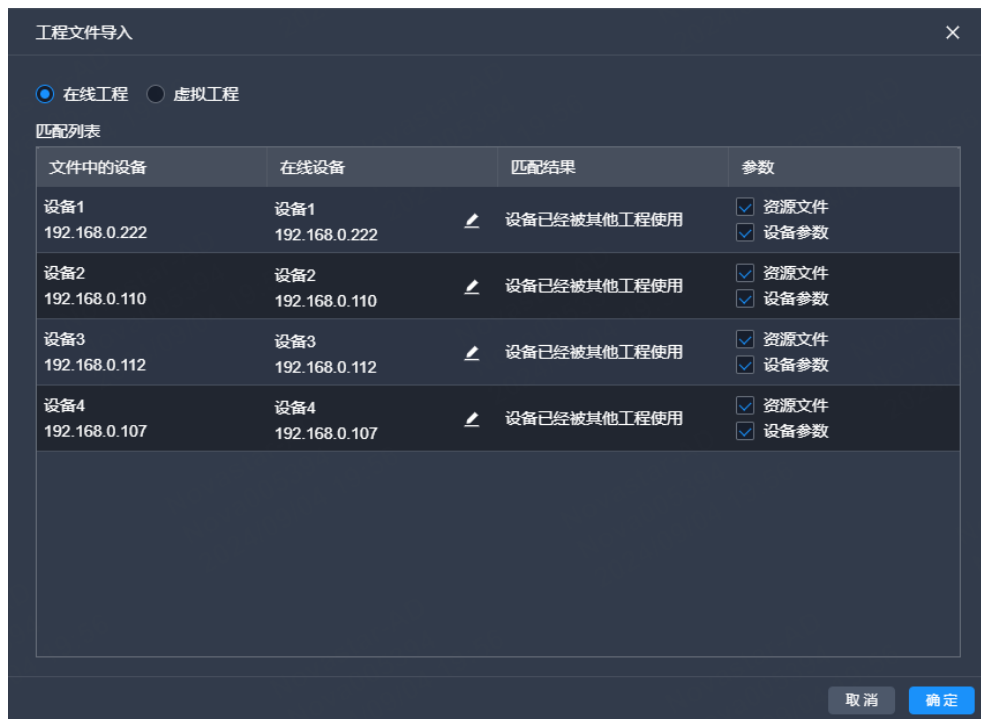 工程文件导入
在线工程 虚拟工程
匹配列表
文件中的设备 在线设备 匹配结果 参数
设备1 设备1 设备已经被其他工程使用 资源文件
192.168.0.222 192.168.0.222 设备参数
设备2 设备2 设备已经被其他工程使用 资源文件
192.168.0.110 192.168.0.110 设备参数
设备3 设备3 设备已经被其他工程使用 资源文件
192.168.0.112 192.168.0.112 设备参数
设备4 设备4 设备已经被其他工程使用 资源文件
192.168.0.107 192.168.0.107 设备参数
取消 确定